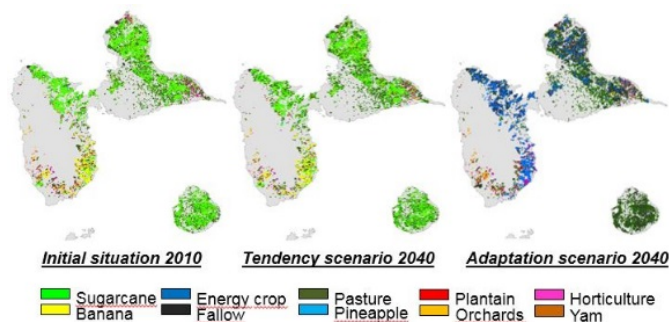 Initial situation 2010 Tendency scenario 2040 Adaptation scenario 2040
Sugarcane Energy crop Pasture Plantain Horticulture
Banana Fallow Pineapple Orchards Yam